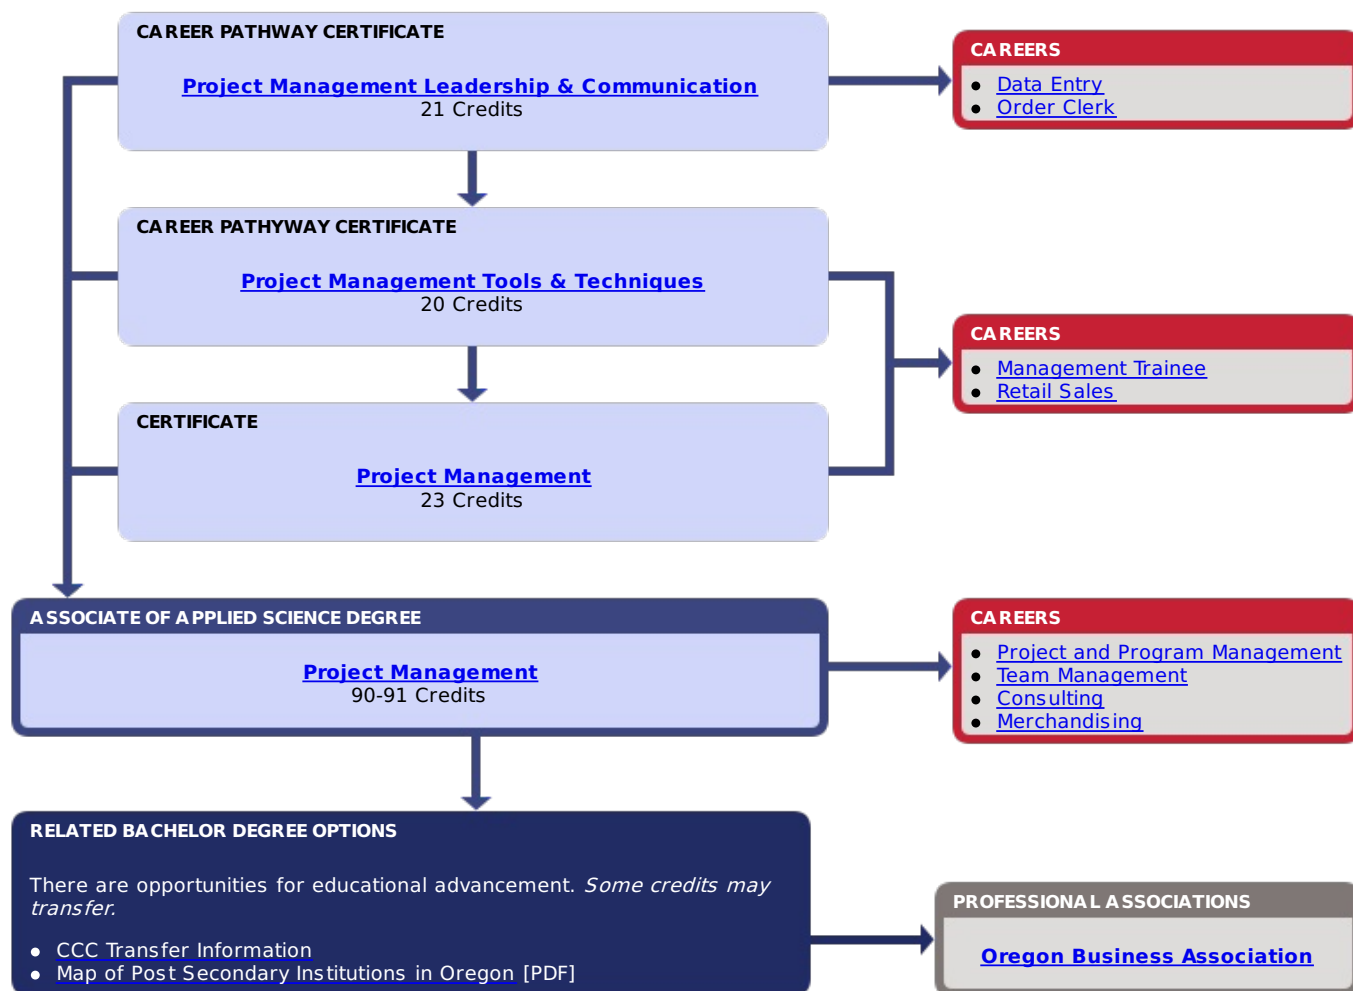 CAREER PATHWAY CERTIFICATE
Project Management Leadership & Communication
21 Credits
CAREERS
● Data Entry
● Order Clerk
CAREER PATHYWAY CERTIFICATE
Project Management Tools & Techniques
20 Credits
CAREERS
● Management Trainee
● Retail Sales
CERTIFICATE
Project Management
23 Credits
ASSOCIATE OF APPLIED SCIENCE DEGREE
Project Management
90-91 Credits
CAREERS
● Project and Program Management
● Team Management
● Consulting
● Merchandising
RELATED BACHELOR DEGREE OPTIONS
There are opportunities for educational advancement. Some credits may
transfer.
● CCC Transfer Information
● Map of Post Secondary Institutions in Oregon [PDF]
PROFESSIONAL ASSOCIATIONS
Oregon Business Association